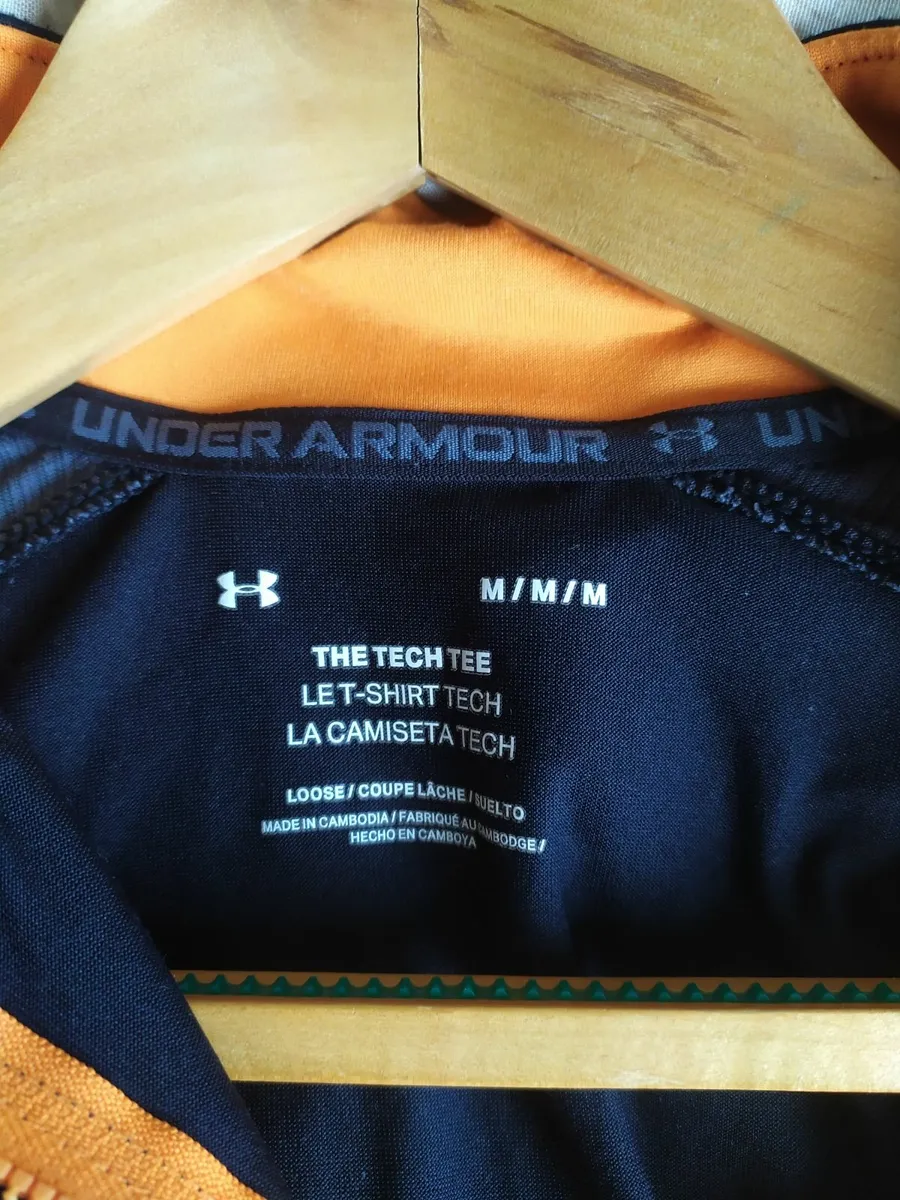 UNDER ARMOUR UN
M / M / M
THE TECH TEE
LE T-SHIRT TECH
LA CAMISETA TECH
LOOSE / COUPE LÂCHE / SUELTO
MADE IN CAMBODIA / FABRIQUÉ AU CAMBODGE /
HECHO EN CAMBOYA